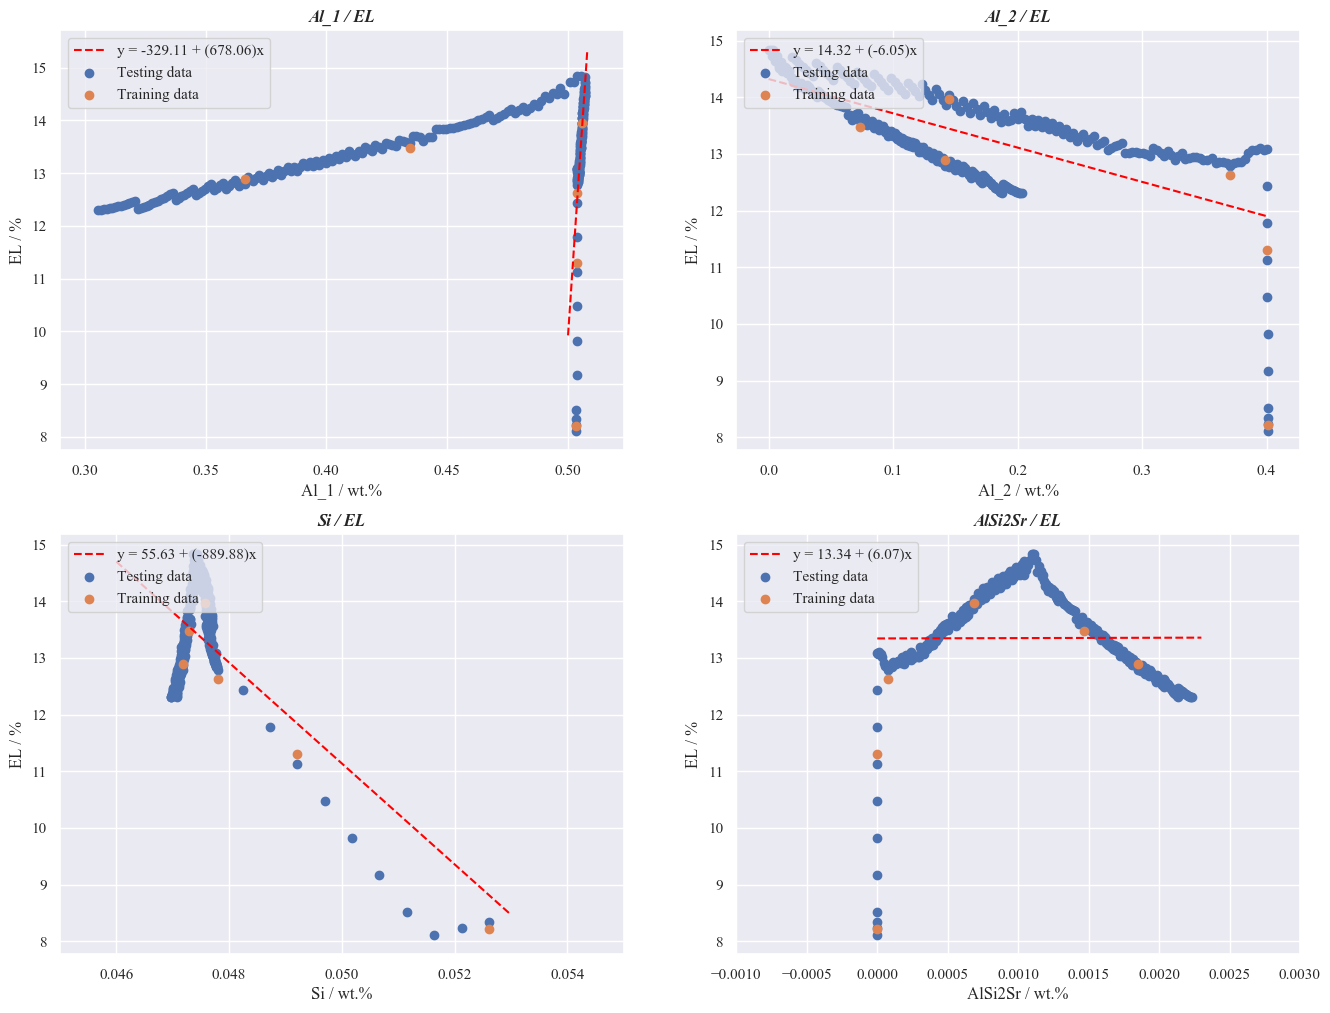 Al_1 / EL
y = -329.11 + (678.06)x
Testing data
Training data
15
14
13
12
11
10
9
8
EL / %
0.30
0.35
0.40
0.45
0.50
Al_1 / wt.%
Al_2 / EL
y = 14.32 + (-6.05)x
Testing data
Training data
15
14
13
12
11
10
9
8
EL / %
0.0
0.1
0.2
0.3
0.4
Al_2 / wt.%
Si / EL
y = 55.63 + (-889.88)x
Testing data
Training data
15
14
13
12
11
10
9
8
EL / %
0.046
0.048
0.050
0.052
0.054
Si / wt.%
AlSi2Sr / EL
y = 13.34 + (6.07)x
Testing data
Training data
15
14
13
12
11
10
9
8
EL / %
−0.0010
−0.0005
0.0000
0.0005
0.0010
0.0015
0.0020
0.0025
0.0030
AlSi2Sr / wt.%